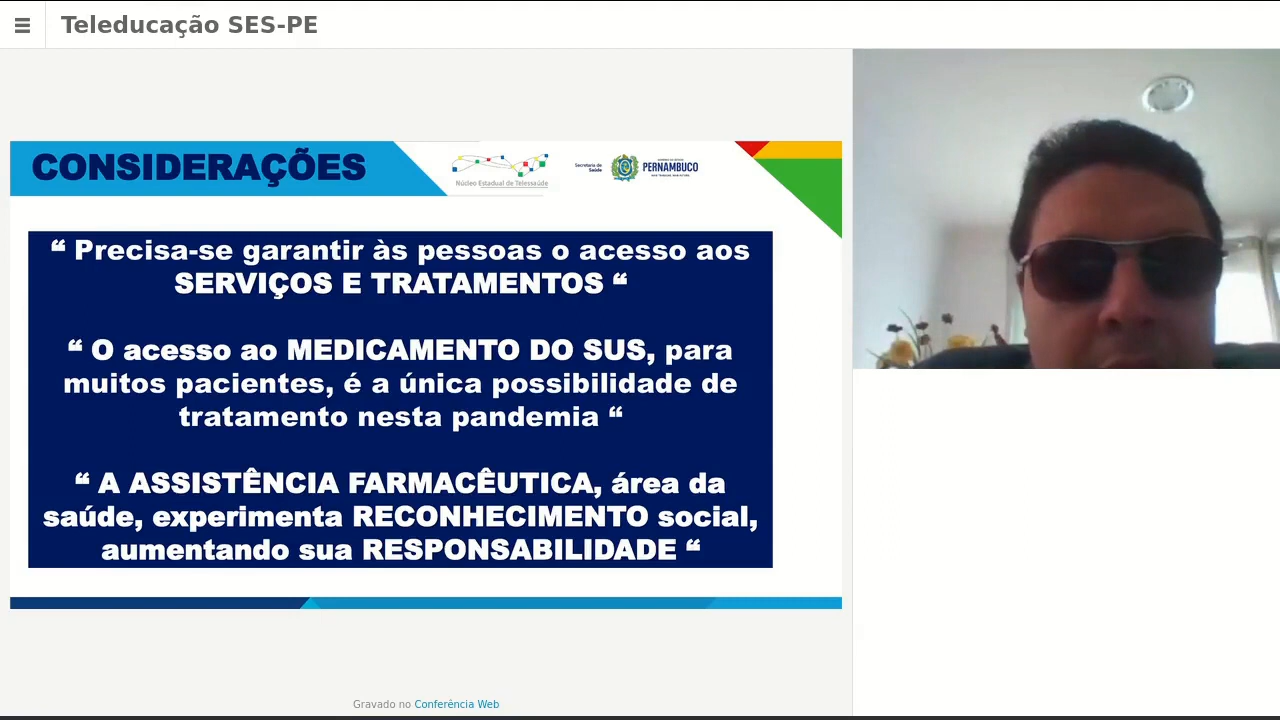 Teleducação SES-PE
CONSIDERAÇÕES
Núcleo Estadual de Telessaúde
Secretaria de
Saúde
PERNAMBUCO
❝ Precisa-se garantir às pessoas o acesso aos
SERVIÇOS E TRATAMENTOS ❝
❝ O acesso ao MEDICAMENTO DO SUS, para
muitos pacientes, é a única possibilidade de
tratamento nesta pandemia ❝
❝ A ASSISTÊNCIA FARMACÊUTICA, área da
saúde, experimenta RECONHECIMENTO social,
aumentando sua RESPONSABILIDADE ❝
Gravado no Conferência Web